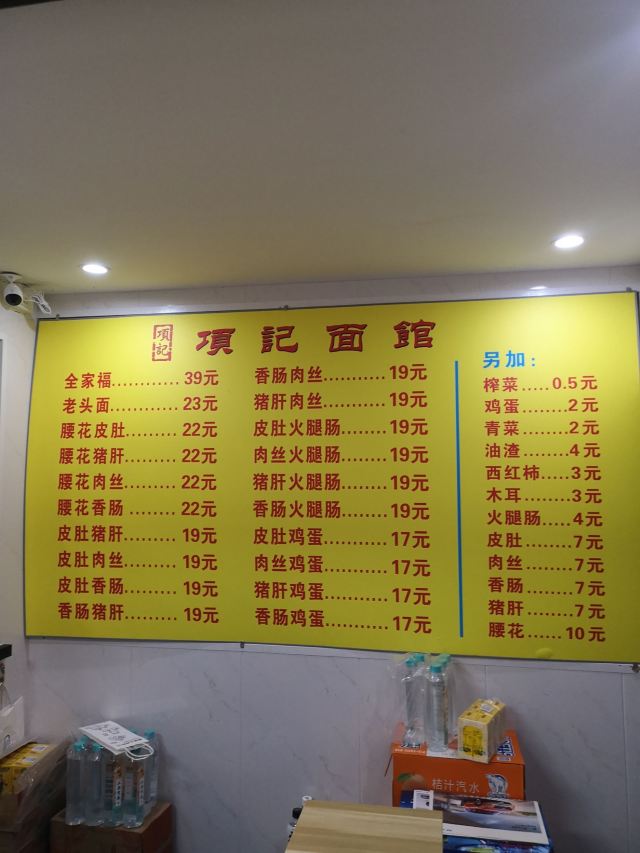 項記
項記面館
全家福............39元
老头面............23元
腰花皮肚.........22元
腰花猪肝.........22元
腰花肉丝.........22元
腰花香肠.........22元
皮肚猪肝.........19元
皮肚肉丝.........19元
皮肚香肠.........19元
香肠猪肝.........19元
香肠肉丝...........19元
猪肝肉丝...........19元
皮肚火腿肠........19元
肉丝火腿肠........19元
猪肝火腿肠........19元
香肠火腿肠........19元
皮肚鸡蛋...........17元
肉丝鸡蛋...........17元
猪肝鸡蛋...........17元
香肠鸡蛋...........17元
另加：
榨菜.....0.5元
鸡蛋........2元
青菜........2元
油渣........4元
西红柿.....3元
木耳........3元
火腿肠.....4元
皮肚........7元
肉丝........7元
香肠........7元
猪肝........7元
腰花......10元
桔汁汽水